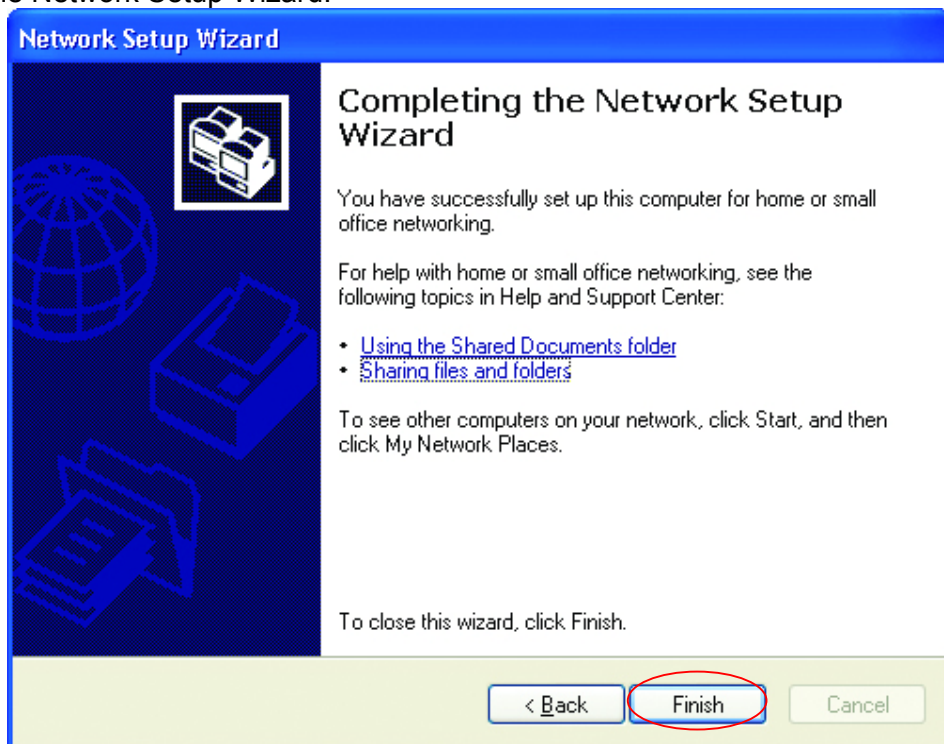 Network Setup Wizard.
Network Setup Wizard
Completing the Network Setup
Wizard
You have successfully set up this computer for home or small
office networking.
For help with home or small office networking, see the
following topics in Help and Support Center:
• Using the Shared Documents folder
• Sharing files and folders
To see other computers on your network, click Start, and then
click My Network Places.
To close this wizard, click Finish.
< Back
Finish
Cancel